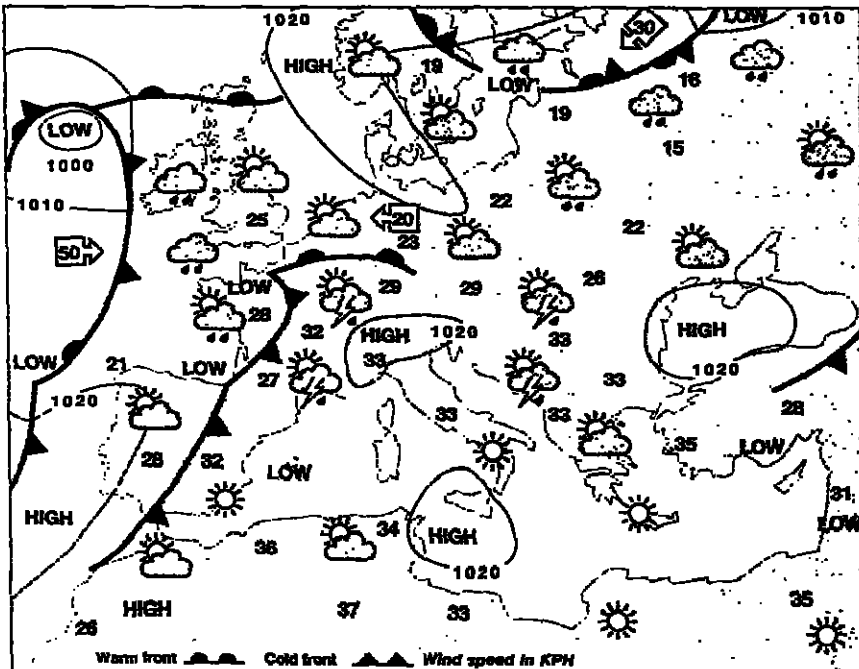 1020
LOW
1010
30
HIGH
19
LOW
16
19
LOW
1000
15
1010
25
20
22
23
22
50
LOW
29
29
26
28
32
HIGH
1020
33
HIGH
LOW
21
LOW
27
33
33
1020
1020
33
33
28
28
32
LOW
35
LOW
31
HIGH
34
HIGH
LOW
36
1020
26
HIGH
37
33
35
Warm front Cold front Wind speed in KPH